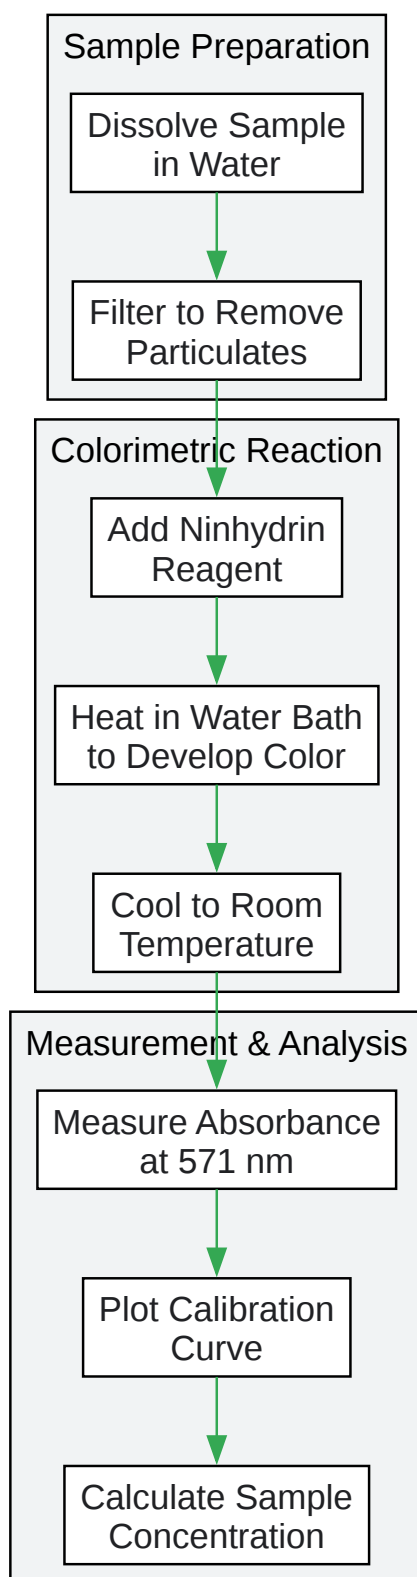 Sample Preparation
Dissolve Sample
in Water
Filter to Remove
Particulates
Colorimetric Reaction
Add Ninhydrin
Reagent
Heat in Water Bath
to Develop Color
Cool to Room
Temperature
Measurement & Analysis
Measure Absorbance
at 571 nm
Plot Calibration
Curve
Calculate Sample
Concentration